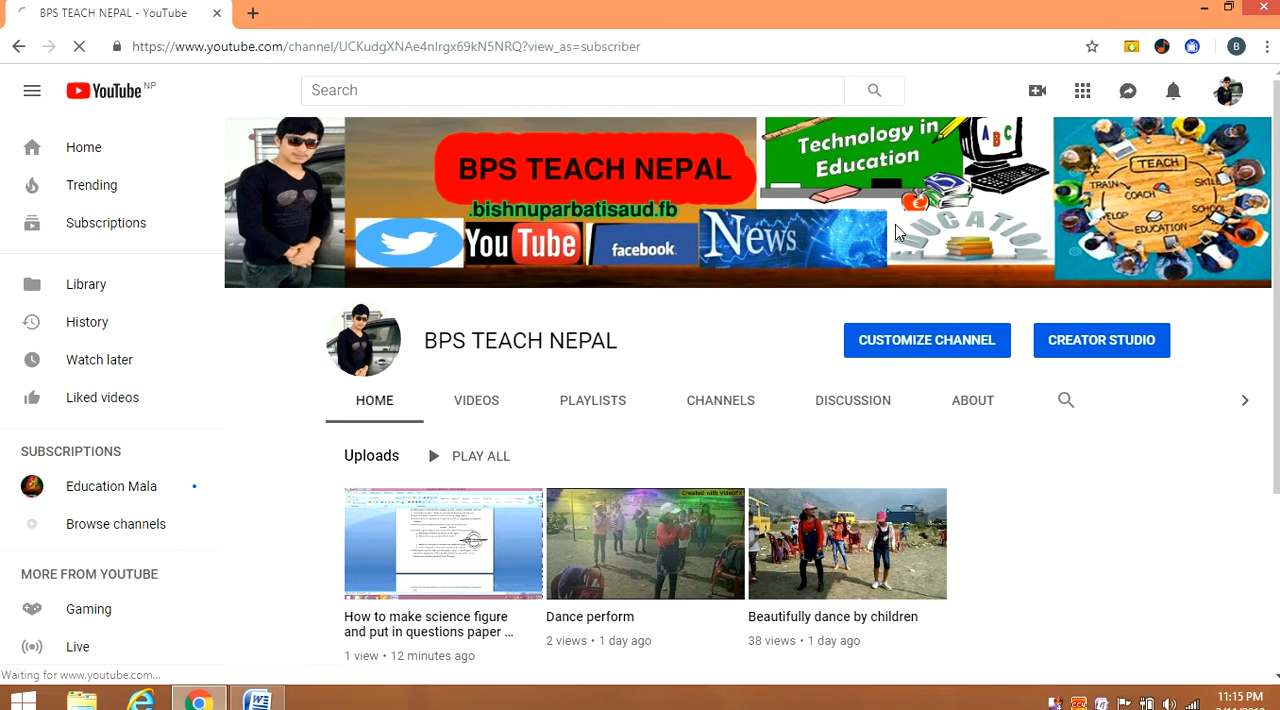 BPS TEACH NEPAL - YouTube
https://www.youtube.com/channel/UCKudgXNAe4nIrgx69kN5NRQ?view_as=subscriber
B
YouTube NP
Search
Home
Trending
Subscriptions
Library
History
Watch later
Liked videos
SUBSCRIPTIONS
Education Mala
Browse channels
MORE FROM YOUTUBE
Gaming
Live
BPS TEACH NEPAL
.bishnuparbatisaud.fb
You Tube
facebook
News
Technology in
Education
A B C
EDUCATION
TEACH
TRAIN
COACH
SKILL
SCHOOL
EDUCATION
BPS TEACH NEPAL
CUSTOMIZE CHANNEL
CREATOR STUDIO
HOME VIDEOS PLAYLISTS CHANNELS DISCUSSION ABOUT
Uploads PLAY ALL
Created with VideoFX
How to make science figure
and put in questions paper ...
1 view • 12 minutes ago
Dance perform
2 views • 1 day ago
Beautifully dance by children
38 views • 1 day ago
Waiting for www.youtube.com...
11:15 PM